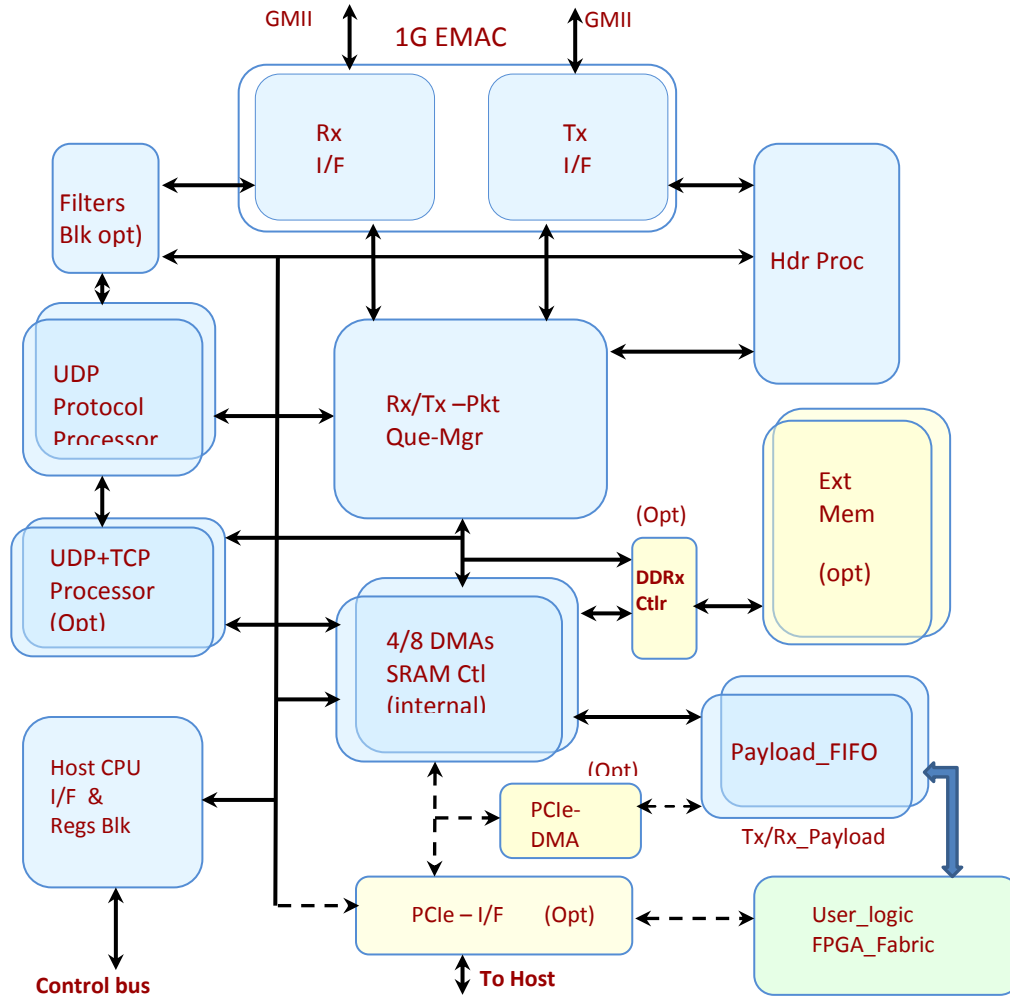 GMII
GMII
1G EMAC
Rx
I/F
Tx
I/F
Filters
Blk opt)
Hdr Proc
UDP
Protocol
Processor
Rx/Tx –Pkt
Que-Mgr
Ext
Mem
(opt)
(Opt)
DDRx
Ctlr
UDP+TCP
Processor
(Opt)
4/8 DMAs
SRAM Ctl
(internal)
Payload_FIFO
Tx/Rx_Payload
Host CPU
I/F &
Regs Blk
(Opt)
PCIe-
DMA
PCIe – I/F (Opt)
User_logic
FPGA_Fabric
Control bus
To Host